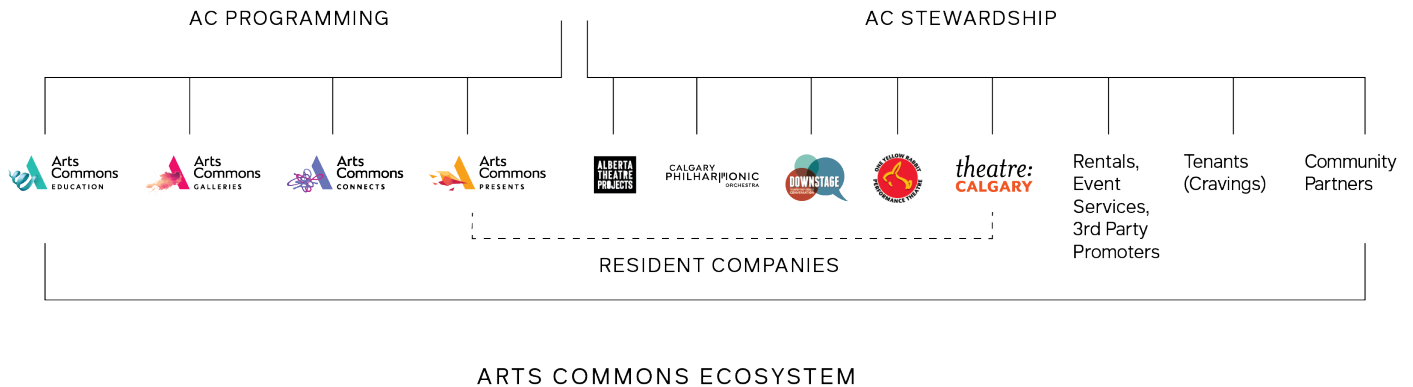 AC PROGRAMMING
AC STEWARDSHIP
Arts
Commons
EDUCATION
Arts
Commons
GALLERIES
Arts
Commons
CONNECTS
Arts
Commons
PRESENTS
ALBERTA
THEATRE
PROJECTS
CALGARY
PHILHARMONIC
ORCHESTRA
DOWNSTAGE
ONE YELLOW RABBIT
PERFORMANCE THEATRE
theatre:
CALGARY
Rentals,
Event
Services,
3rd Party
Promoters
Tenants
(Cravings)
Community
Partners
RESIDENT COMPANIES
ARTS COMMONS ECOSYSTEM